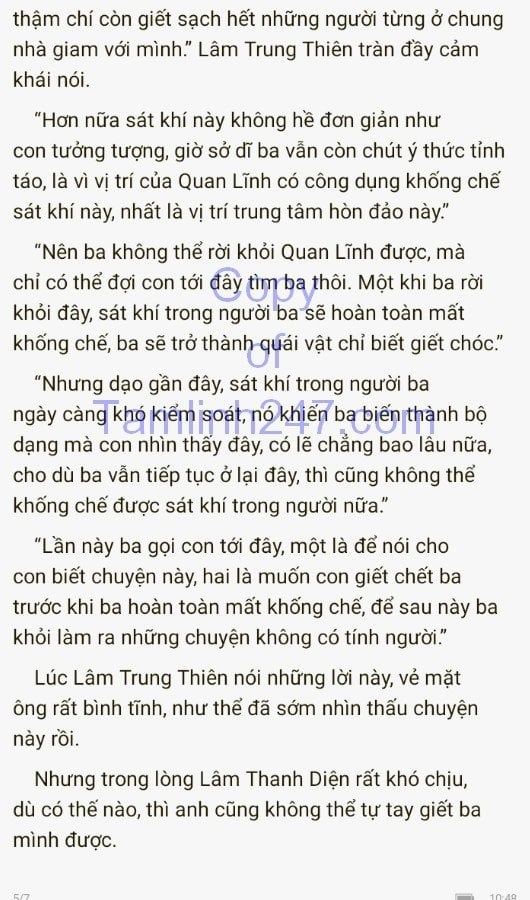 thậm chí còn giết sạch hết những người từng ở chung
nhà giam với mình.” Lâm Trung Thiên tràn đầy cảm
khái nói.
“Hơn nữa sát khí này không hề đơn giản như
con tưởng tượng, giờ sở dĩ ba vẫn còn chút ý thức tỉnh
táo, là vì vị trí của Quan Lĩnh có công dụng khống chế
sát khí này, nhất là vị trí trung tâm hòn đảo này.”
“Nên ba không thể rời khỏi Quan Lĩnh được, mà
chỉ có thể đợi con tới đây tìm ba thôi. Một khi ba rời
khỏi đây, sát khí trong người ba sẽ hoàn toàn mất
khống chế, ba sẽ trở thành quái vật chỉ biết giết chóc.”
“Nhưng dạo gần đây, sát khí trong người ba
ngày càng khó kiểm soát, nó khiến ba biến thành bộ
dạng mà con nhìn thấy đây, có lẽ chẳng bao lâu nữa,
cho dù ba vẫn tiếp tục ở lại đây, thì cũng không thể
khống chế được sát khí trong người nữa.”
“Lần này ba gọi con tới đây, một là để nói cho
con biết chuyện này, hai là muốn con giết chết ba
trước khi ba hoàn toàn mất khống chế, để sau này ba
khỏi làm ra những chuyện không có tính người.”
Lúc Lâm Trung Thiên nói những lời này, vẻ mặt
ông rất bình tĩnh, như thể đã sớm nhìn thấu chuyện
này rồi.
Nhưng trong lòng Lâm Thanh Diện rất khó chịu,
dù có thế nào, thì anh cũng không thể tự tay giết ba
mình được.
Copy
of
Tamlinh247.com
5/7
10:48